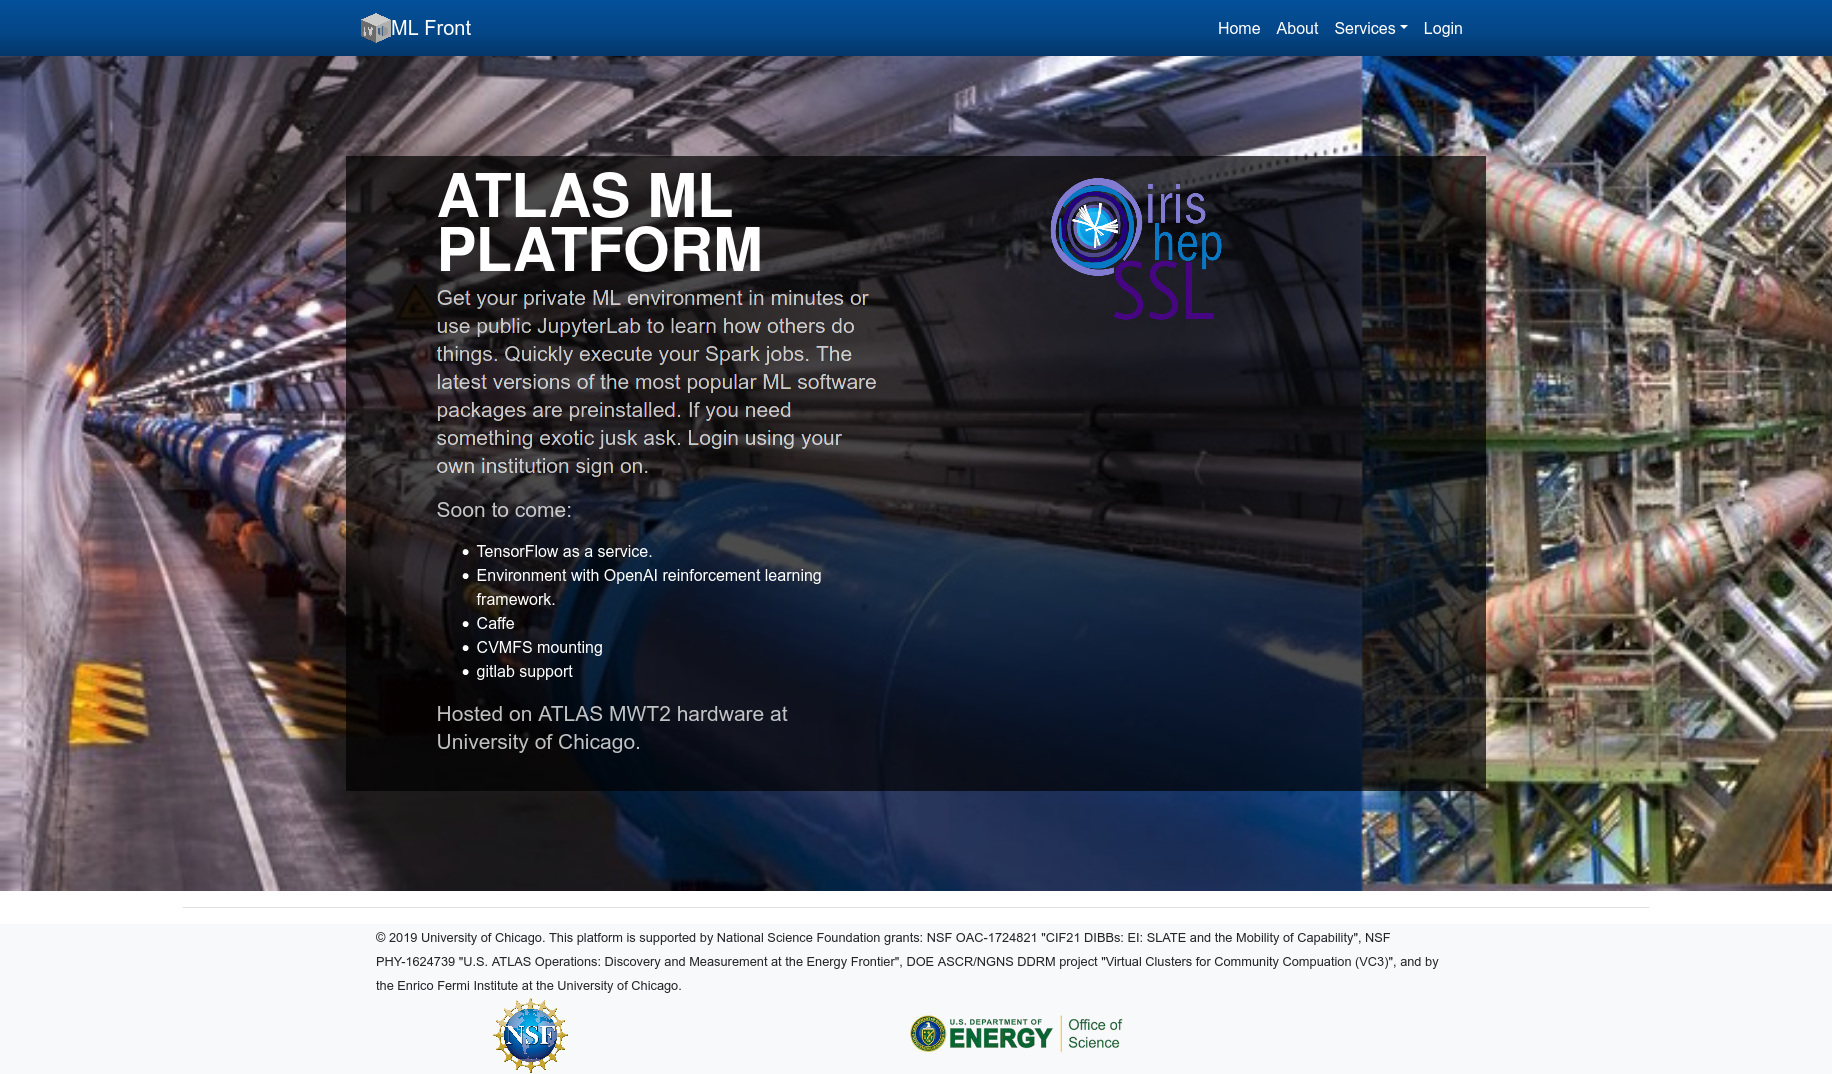 ML Front
Home About Services Login
ATLAS ML
PLATFORM
iris
hep
SSL
Get your private ML environment in minutes or
use public JupyterLab to learn how others do
things. Quickly execute your Spark jobs. The
latest versions of the most popular ML software
packages are preinstalled. If you need
something exotic jusk ask. Login using your
own institution sign on.
Soon to come:
TensorFlow as a service.
Environment with OpenAI reinforcement learning
framework.
Caffe
CVMFS mounting
gitlab support
Hosted on ATLAS MWT2 hardware at
University of Chicago.
© 2019 University of Chicago. This platform is supported by National Science Foundation grants: NSF OAC-1724821 "CIF21 DIBBs: EI: SLATE and the Mobility of Capability", NSF
PHY-1624739 "U.S. ATLAS Operations: Discovery and Measurement at the Energy Frontier", DOE ASCR/NGNS DDRM project "Virtual Clusters for Community Compuation (VC3)", and by
the Enrico Fermi Institute at the University of Chicago.
NSF
U.S. DEPARTMENT OF
ENERGY
Office of
Science